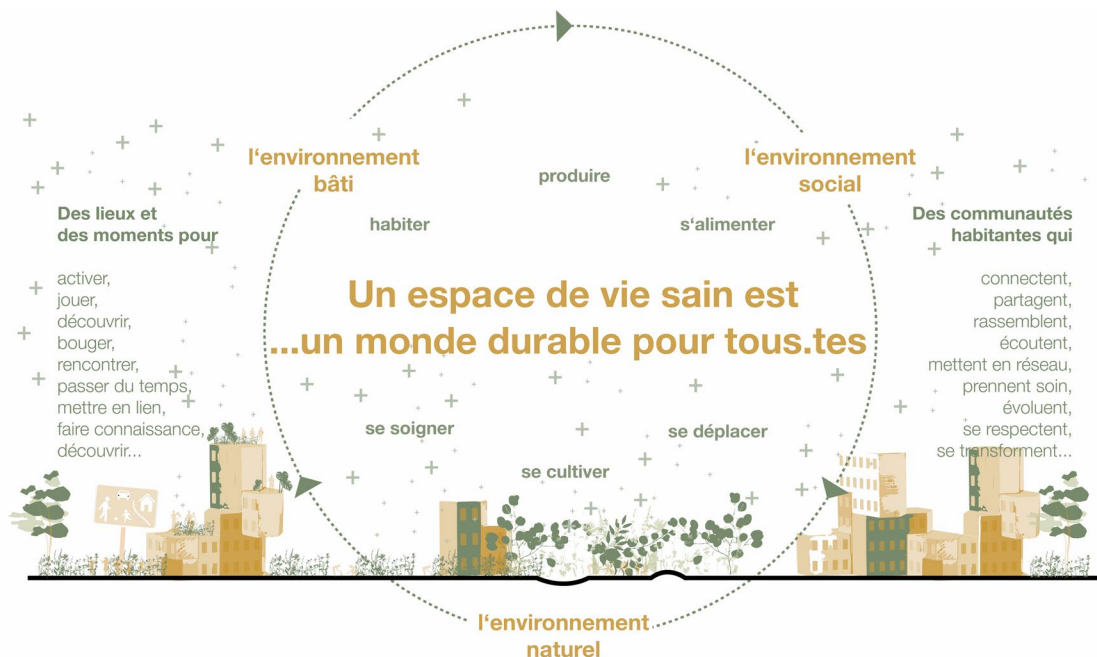 l‘environnement
bâti
l‘environnement
social
produire
habiter
s‘alimenter
Des lieux et
des moments pour
activer,
jouer,
découvrir,
bouger,
rencontrer,
passer du temps,
mettre en lien,
faire connaissance,
découvrir...
Un espace de vie sain est
...un monde durable pour tous.tes
Des communautés
habitantes qui
connectent,
partagent,
rassemblent,
écoutent,
mettent en réseau,
prennent soin,
évoluent,
se respectent,
se transforment...
se soigner
se déplacer
se cultiver
l‘environnement
naturel